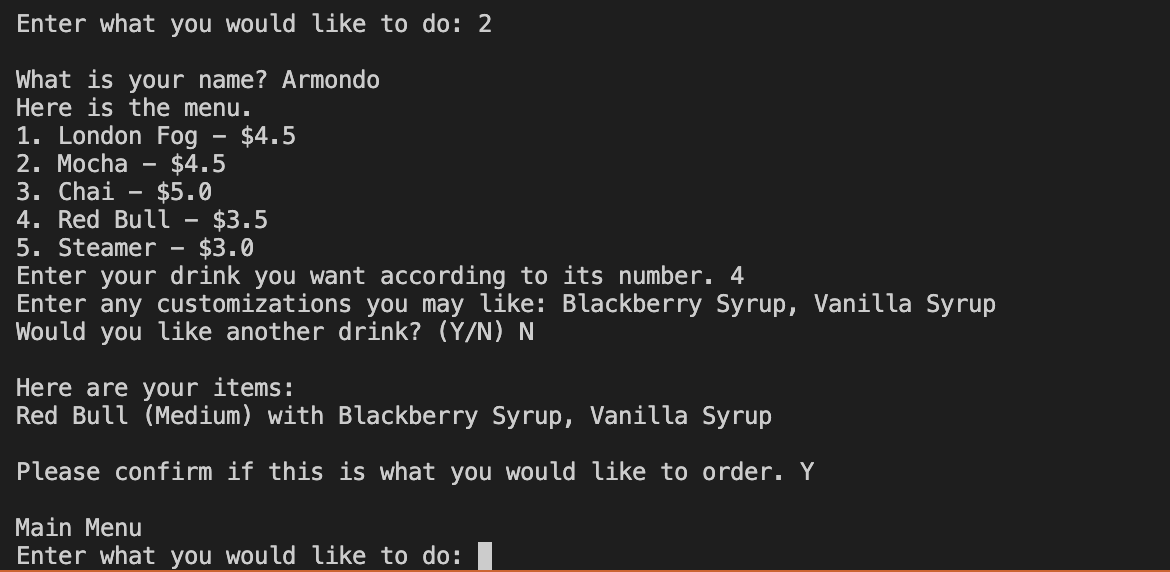 Enter what you would like to do: 2
What is your name? Armondo
Here is the menu.
1. London Fog – $4.5
2. Mocha – $4.5
3. Chai – $5.0
4. Red Bull – $3.5
5. Steamer – $3.0
Enter your drink you want according to its number. 4
Enter any customizations you may like: Blackberry Syrup, Vanilla Syrup
Would you like another drink? (Y/N) N
Here are your items:
Red Bull (Medium) with Blackberry Syrup, Vanilla Syrup
Please confirm if this is what you would like to order. Y
Main Menu
Enter what you would like to do: